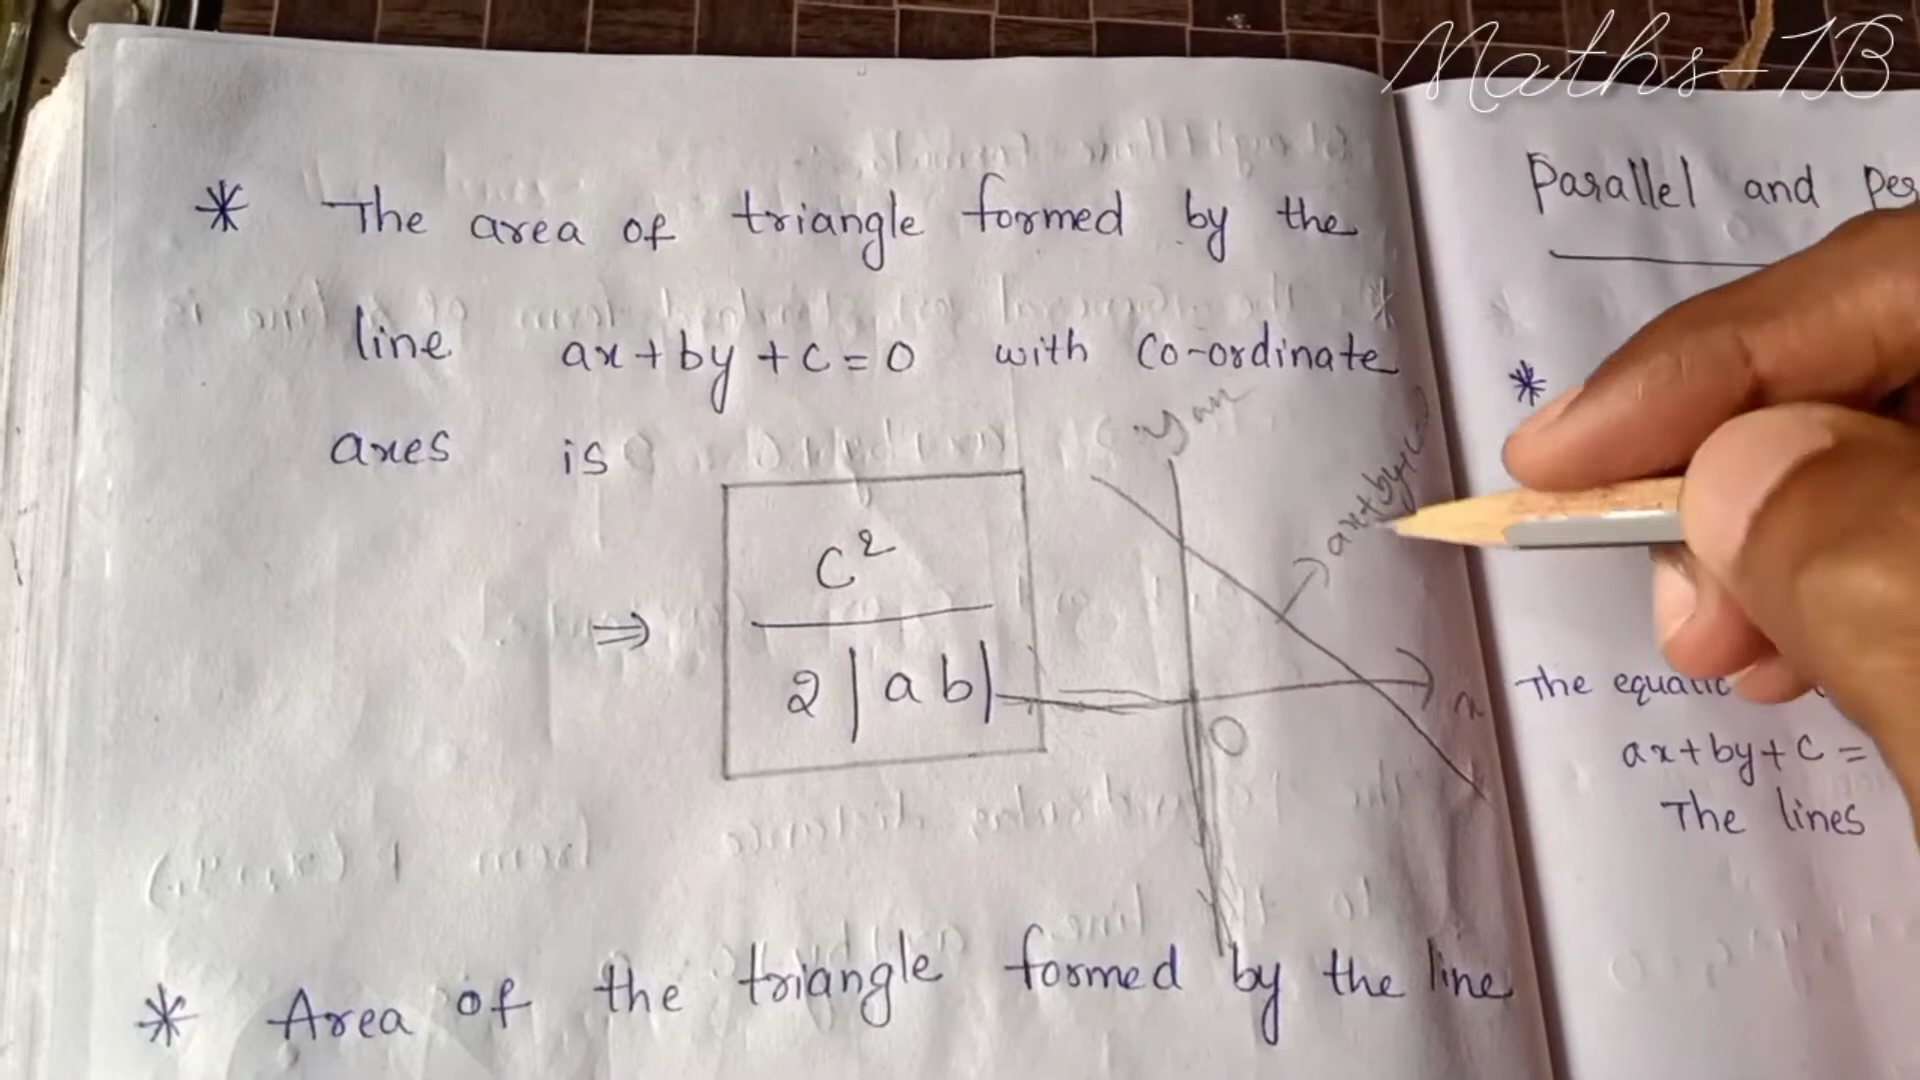 Maths-1B
* The area of triangle formed by the
line ax+by+c=0 with co-ordinate
axes is
⇒ c²
2|ab|
y
ax+by+c
x
O
* Area of the triangle formed by the line
Parallel and
*
The
ax+by+c =
The lines